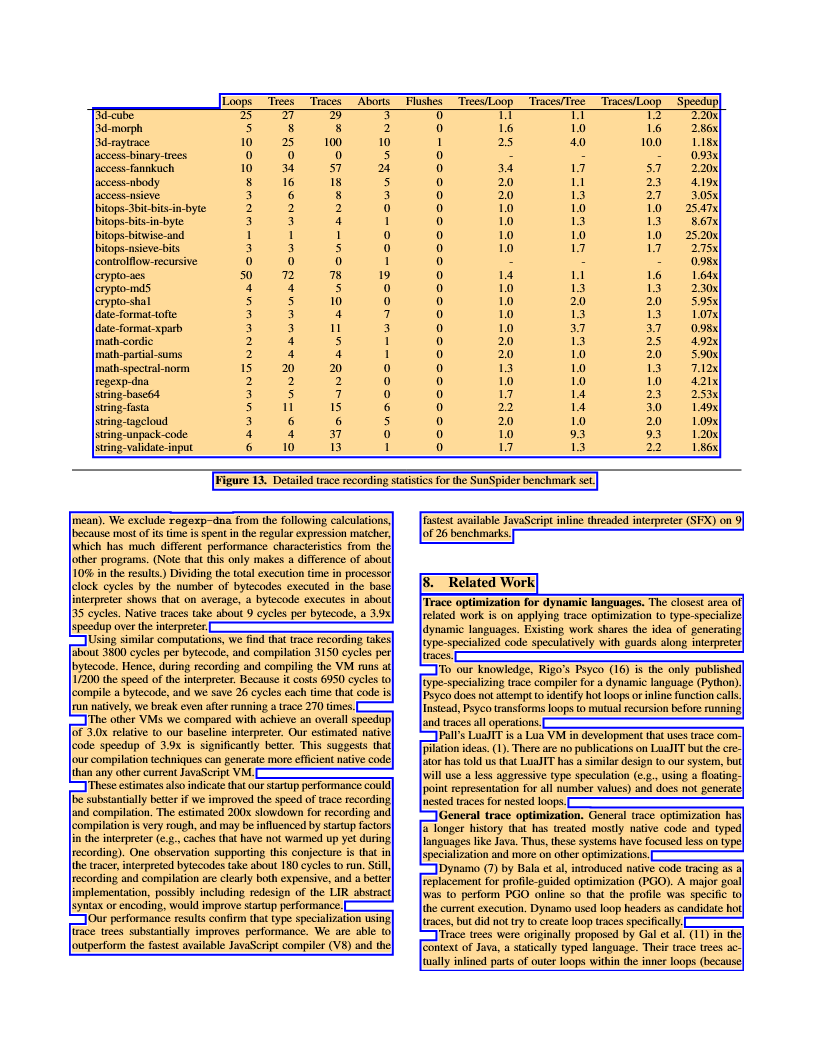 Loops Trees Traces Aborts Flushes Trees/Loop Traces/Tree Traces/Loop Speedup
3d-cube 25 27 29 3 0 1.1 1.1 1.2 2.20x
3d-morph 5 8 8 2 0 1.6 1.0 1.6 2.86x
3d-raytrace 10 25 100 10 1 2.5 4.0 10.0 1.18x
access-binary-trees 0 0 0 5 0 - - - 0.93x
access-fannkuch 10 34 57 24 0 3.4 1.7 5.7 2.20x
access-nbody 8 16 18 5 0 2.0 1.1 2.3 4.19x
access-nsieve 3 6 8 3 0 2.0 1.3 2.7 3.05x
bitops-3bit-bits-in-byte 2 2 2 0 0 1.0 1.0 1.0 25.47x
bitops-bits-in-byte 3 3 4 1 0 1.0 1.3 1.3 8.67x
bitops-bitwise-and 1 1 1 0 0 1.0 1.0 1.0 25.20x
bitops-nsieve-bits 3 3 5 0 0 1.0 1.7 1.7 2.75x
controlflow-recursive 0 0 0 1 0 - - - 0.98x
crypto-aes 50 72 78 19 0 1.4 1.1 1.6 1.64x
crypto-md5 4 4 5 0 0 1.0 1.3 1.3 2.30x
crypto-sha1 5 5 10 0 0 1.0 2.0 2.0 5.95x
date-format-tofte 3 3 4 7 0 1.0 1.3 1.3 1.07x
date-format-xparb 3 3 11 3 0 1.0 3.7 3.7 0.98x
math-cordic 2 4 5 1 0 2.0 1.3 2.5 4.92x
math-partial-sums 2 4 4 1 0 2.0 1.0 2.0 5.90x
math-spectral-norm 15 20 20 0 0 1.3 1.0 1.3 7.12x
regexp-dna 2 2 2 0 0 1.0 1.0 1.0 4.21x
string-base64 3 5 7 0 0 1.7 1.4 2.3 2.53x
string-fasta 5 11 15 6 0 2.2 1.4 3.0 1.49x
string-tagcloud 3 6 6 5 0 2.0 1.0 2.0 1.09x
string-unpack-code 4 4 37 0 0 1.0 9.3 9.3 1.20x
string-validate-input 6 10 13 1 0 1.7 1.3 2.2 1.86x
Figure 13. Detailed trace recording statistics for the SunSpider benchmark set.
mean). We exclude regexp-dna from the following calculations,
because most of its time is spent in the regular expression matcher,
which has much different performance characteristics from the
other programs. (Note that this only makes a difference of about
10% in the results.) Dividing the total execution time in processor
clock cycles by the number of bytecodes executed in the base
interpreter shows that on average, a bytecode executes in about
35 cycles. Native traces take about 9 cycles per bytecode, a 3.9x
speedup over the interpreter.
Using similar computations, we find that trace recording takes
about 3800 cycles per bytecode, and compilation 3150 cycles per
bytecode. Hence, during recording and compiling the VM runs at
1/200 the speed of the interpreter. Because it costs 6950 cycles to
compile a bytecode, and we save 26 cycles each time that code is
run natively, we break even after running a trace 270 times.
The other VMs we compared with achieve an overall speedup
of 3.0x relative to our baseline interpreter. Our estimated native
code speedup of 3.9x is significantly better. This suggests that
our compilation techniques can generate more efficient native code
than any other current JavaScript VM.
These estimates also indicate that our startup performance could
be substantially better if we improved the speed of trace recording
and compilation. The estimated 200x slowdown for recording and
compilation is very rough, and may be influenced by startup factors
in the interpreter (e.g., caches that have not warmed up yet during
recording). One observation supporting this conjecture is that in
the tracer, interpreted bytecodes take about 180 cycles to run. Still,
recording and compilation are clearly both expensive, and a better
implementation, possibly including redesign of the LIR abstract
syntax or encoding, would improve startup performance.
Our performance results confirm that type specialization using
trace trees substantially improves performance. We are able to
outperform the fastest available JavaScript compiler (V8) and the
fastest available JavaScript inline threaded interpreter (SFX) on 9
of 26 benchmarks.
8. Related Work
Trace optimization for dynamic languages. The closest area of
related work is on applying trace optimization to type-specialize
dynamic languages. Existing work shares the idea of generating
type-specialized code speculatively with guards along interpreter
traces.
To our knowledge, Rigo's Psyco (16) is the only published
type-specializing trace compiler for a dynamic language (Python).
Psyco does not attempt to identify hot loops or inline function calls.
Instead, Psyco transforms loops to mutual recursion before running
and traces all operations.
Pall's LuaJIT is a Lua VM in development that uses trace com-
pilation ideas. (1). There are no publications on LuaJIT but the cre-
ator has told us that LuaJIT has a similar design to our system, but
will use a less aggressive type speculation (e.g., using a floating-
point representation for all number values) and does not generate
nested traces for nested loops.
General trace optimization. General trace optimization has
a longer history that has treated mostly native code and typed
languages like Java. Thus, these systems have focused less on type
specialization and more on other optimizations.
Dynamo (7) by Bala et al, introduced native code tracing as a
replacement for profile-guided optimization (PGO). A major goal
was to perform PGO online so that the profile was specific to
the current execution. Dynamo used loop headers as candidate hot
traces, but did not try to create loop traces specifically.
Trace trees were originally proposed by Gal et al. (11) in the
context of Java, a statically typed language. Their trace trees ac-
tually inlined parts of outer loops within the inner loops (because